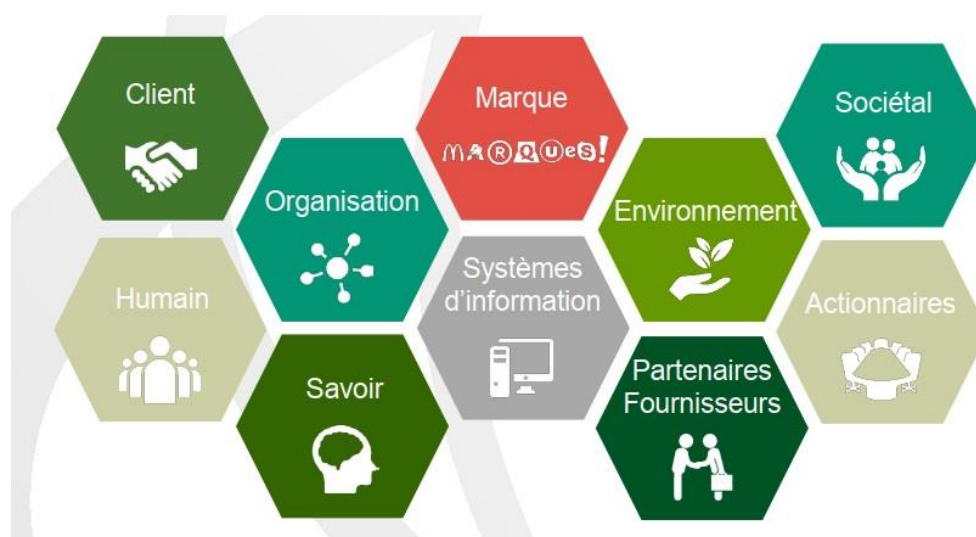 Client
Marque
MARQUeS!
Sociétal
Organisation
Environnement
Humain
Systèmes
d'information
Actionnaires
Savoir
Partenaires
Fournisseurs